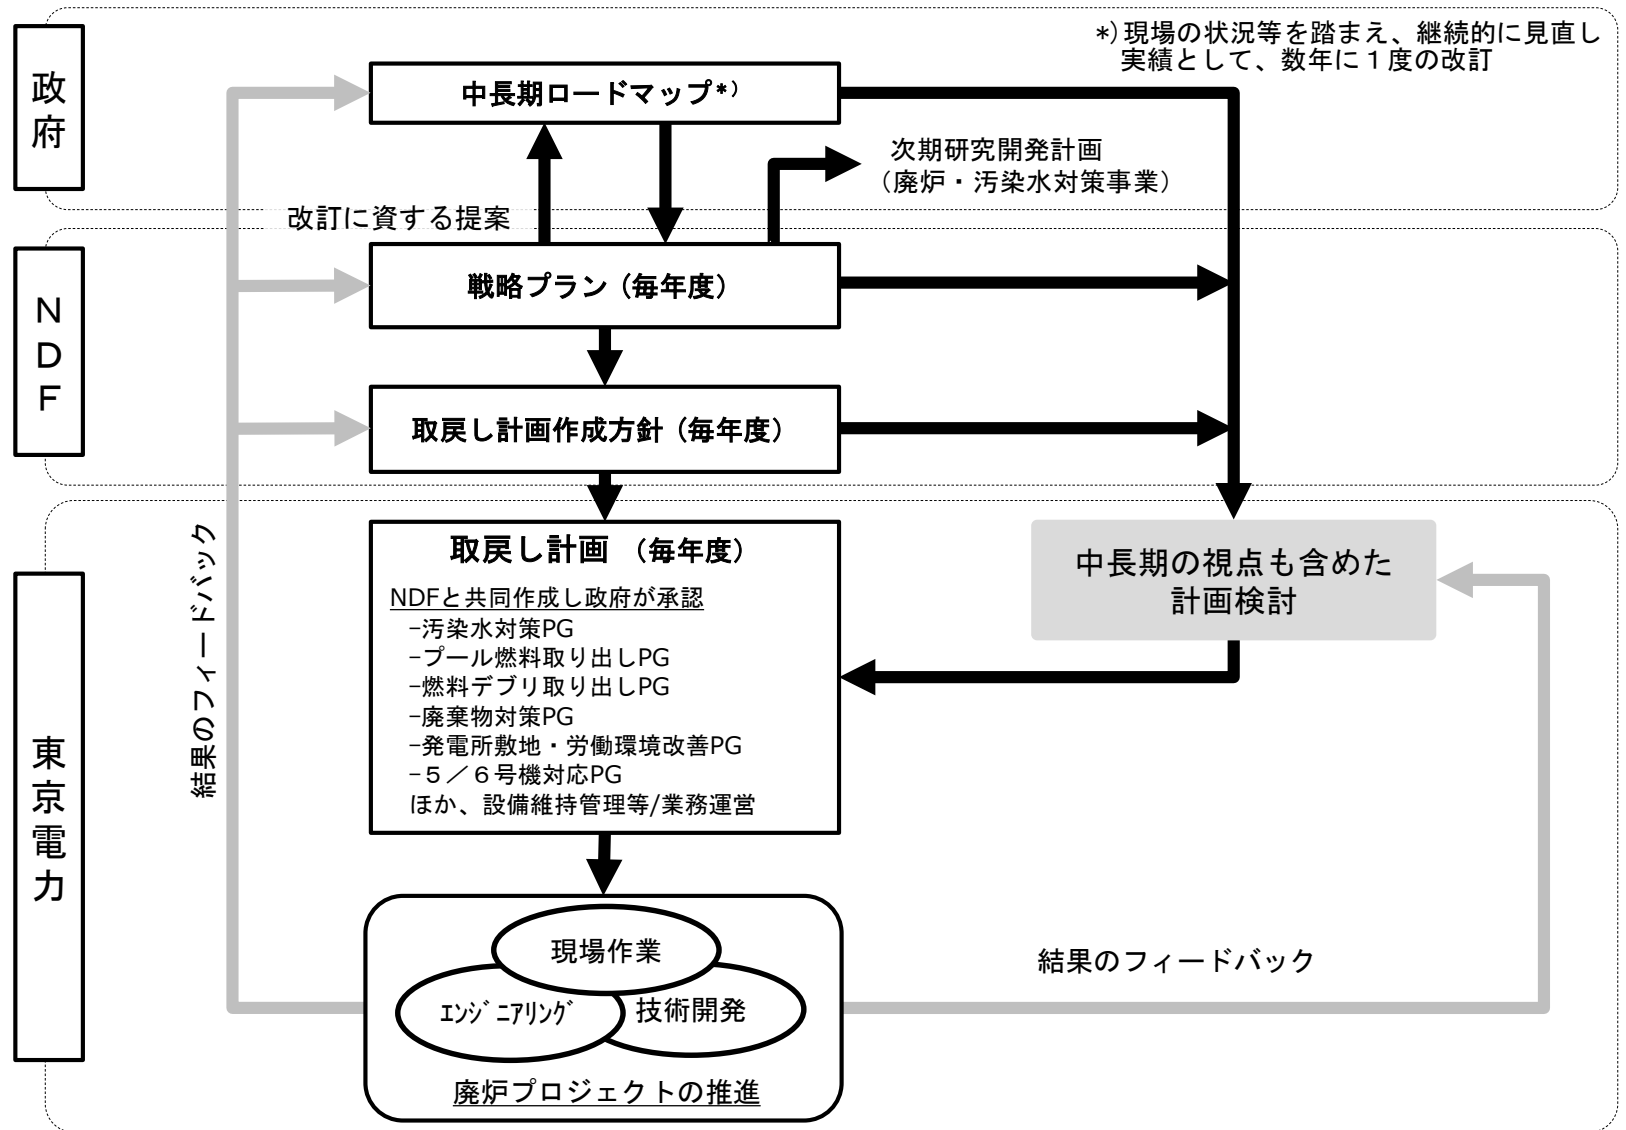 政府
*)現場の状況等を踏まえ、継続的に見直し
実績として、数年に１度の改訂
中長期ロードマップ*)
次期研究開発計画
（廃炉・汚染水対策事業）
改訂に資する提案
NDF
戦略プラン（毎年度）
取戻し計画作成方針（毎年度）
東京電力
結果のフィードバック
取戻し計画 （毎年度）
NDFと共同作成し政府が承認
-汚染水対策PG
-プール燃料取り出しPG
-燃料デブリ取り出しPG
-廃棄物対策PG
-発電所敷地・労働環境改善PG
-５／６号機対応PG
ほか、設備維持管理等/業務運営
中長期の視点も含めた
計画検討
現場作業
ｴﾝｼﾞﾆｱﾘﾝｸﾞ
技術開発
廃炉プロジェクトの推進
結果のフィードバック